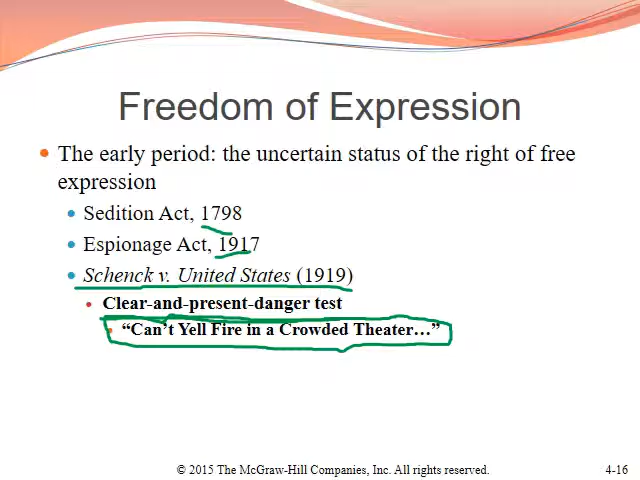 Freedom of Expression
The early period: the uncertain status of the right of free
expression
Sedition Act, 1798
Espionage Act, 1917
Schenck v. United States (1919)
Clear-and-present-danger test
“Can’t Yell Fire in a Crowded Theater…”
© 2015 The McGraw-Hill Companies, Inc. All rights reserved.
4-16